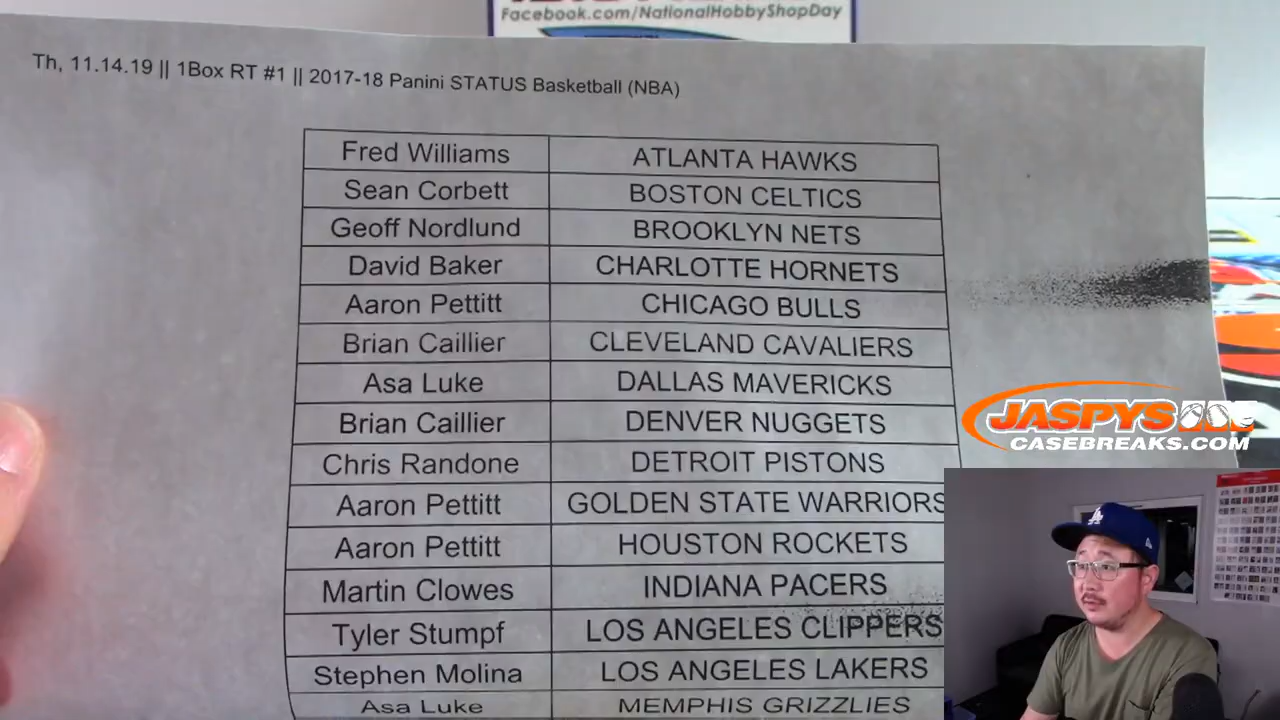 Facebook.com/NationalHobbyShopDay
Th, 11.14.19 || 1Box RT #1 || 2017-18 Panini STATUS Basketball (NBA)
Fred Williams ATLANTA HAWKS
Sean Corbett BOSTON CELTICS
Geoff Nordlund BROOKLYN NETS
David Baker CHARLOTTE HORNETS
Aaron Pettitt CHICAGO BULLS
Brian Caillier CLEVELAND CAVALIERS
Asa Luke DALLAS MAVERICKS
Brian Caillier DENVER NUGGETS
Chris Randone DETROIT PISTONS
Aaron Pettitt GOLDEN STATE WARRIORS
Aaron Pettitt HOUSTON ROCKETS
Martin Clowes INDIANA PACERS
Tyler Stumpf LOS ANGELES CLIPPERS
Stephen Molina LOS ANGELES LAKERS
Asa Luke MEMPHIS GRIZZLIES
JASPYS
CASEBREAKS.COM
LA